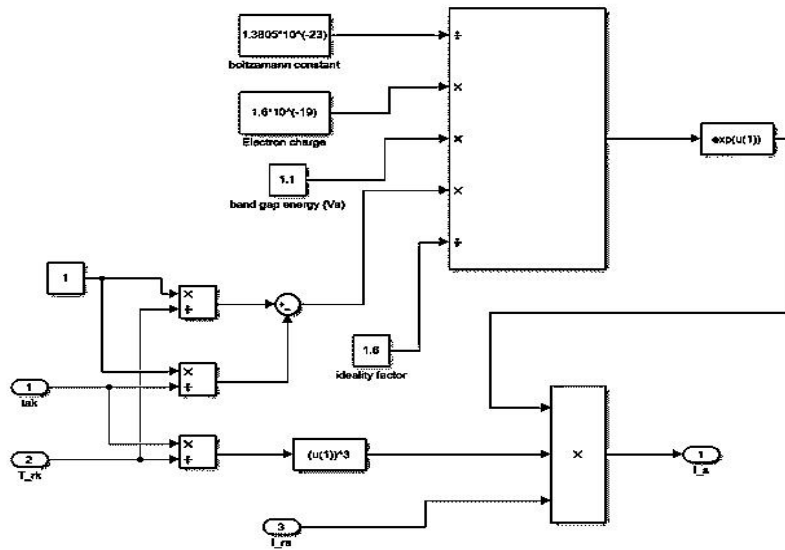 1.3805*10^(-23)
boltzamann constant
÷
1.6*10^(-19)
Electron charge
×
exp(u(1))
1.1
×
band gap energy (Ve)
×
÷
1
×
÷
+
-
1.6
ideality factor
×
÷
1
tak
×
÷
(u(1))^3
×
1
I_s
2
T_rk
3
I_rs